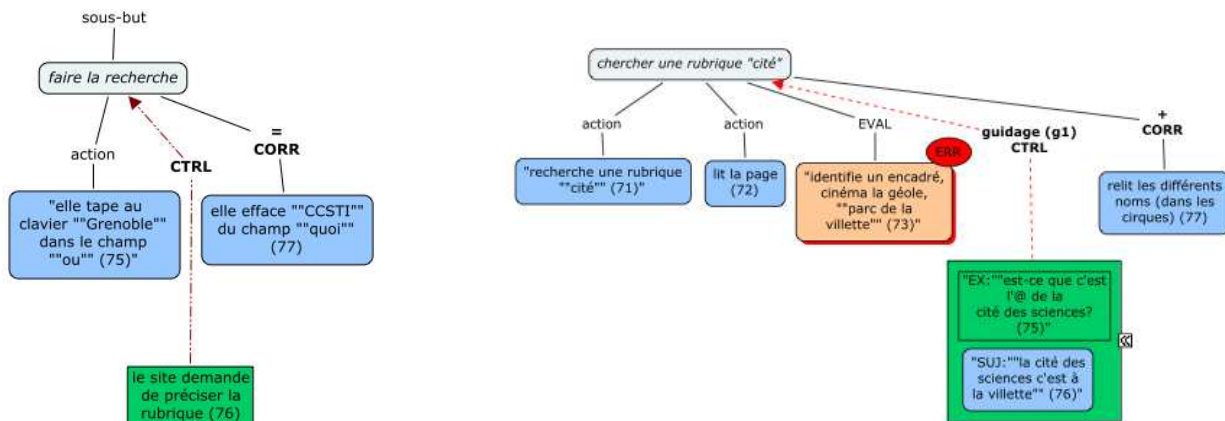 sous-but
faire la recherche
action
CTRL
=
CORR
"elle tape au
clavier ""Grenoble""
dans le champ
""ou"" (75)"
elle efface ""CCSTI""
du champ ""quoi""
(77)
le site demande
de préciser la
rubrique (76)
chercher une rubrique "cité"
action
action
EVAL
guidage (g1)
CTRL
+
CORR
"recherche une rubrique
""cité"" (71)"
lit la page
(72)
ERR
"identifie un encadré,
cinéma la géole,
""parc de la
villette"" (73)"
relit les différents
noms (dans les
cirques) (77)
"EX:""est-ce que c'est
l'@ de la
cité des sciences?
(75)"
"SUJ:""la cité des
sciences c'est à
la villette"" (76)"